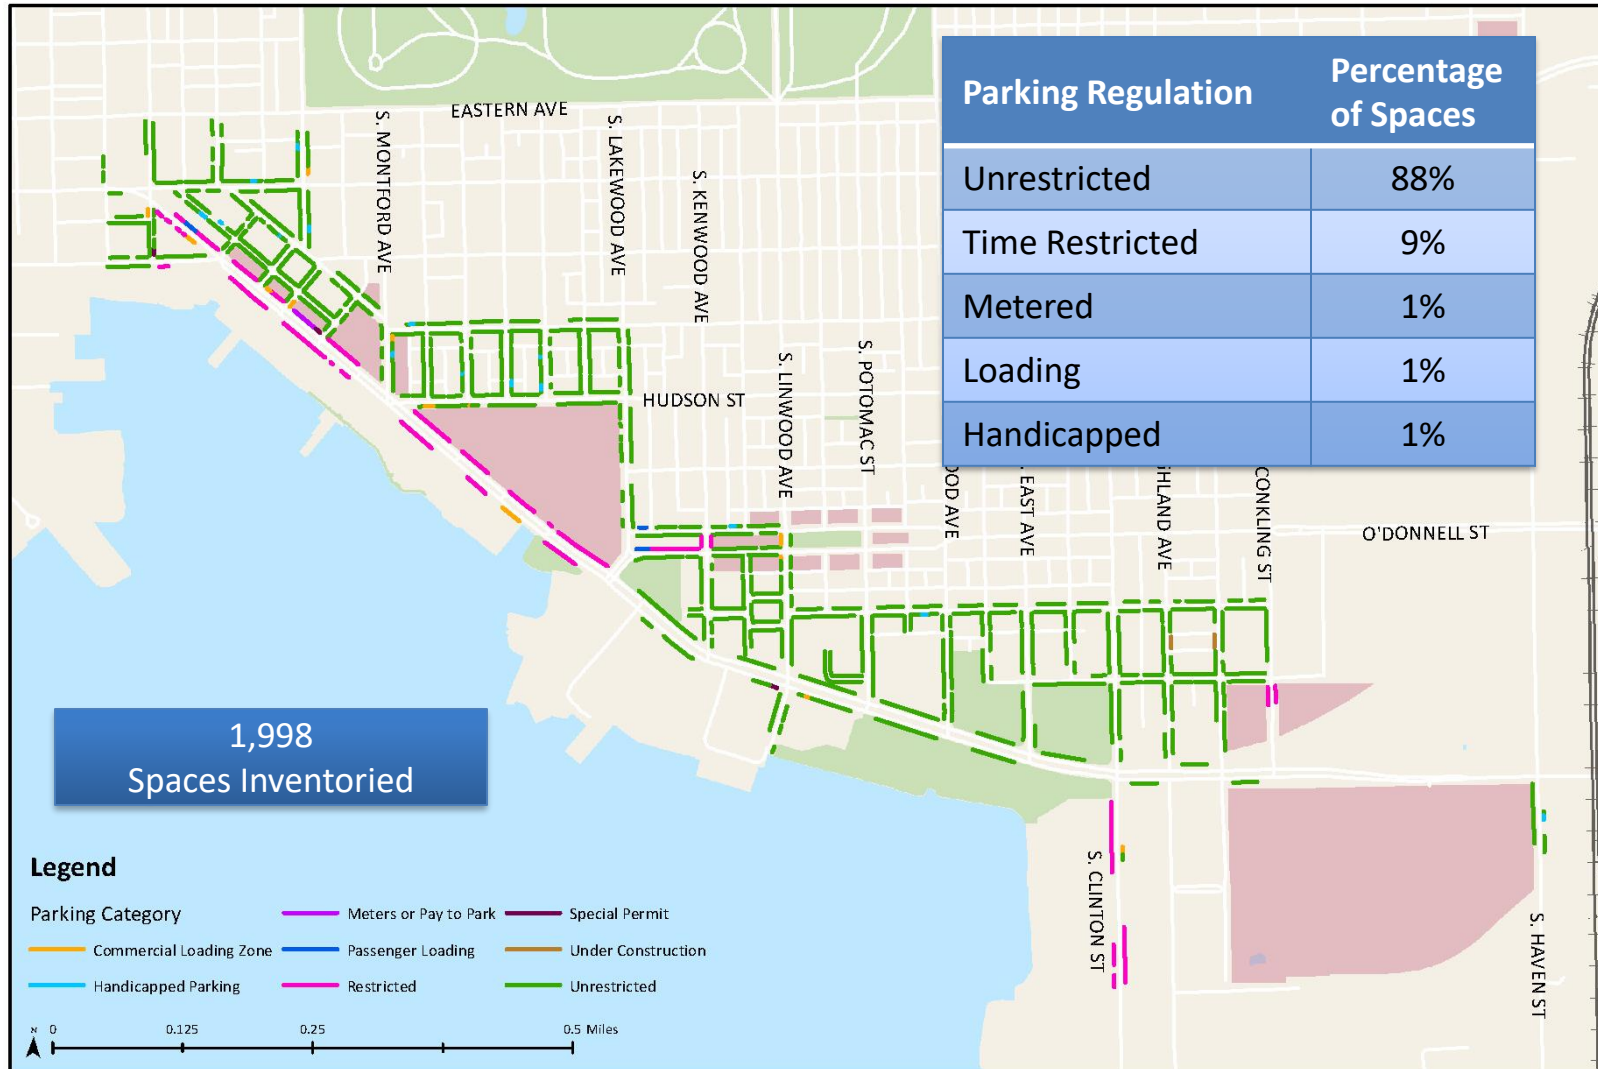 EASTERN AVE
S. MONTFORD AVE
S. LAKEWOOD AVE
S. KENWOOD AVE
Parking Regulation Percentage of Spaces
Unrestricted 88%
Time Restricted 9%
Metered 1%
Loading 1%
Handicapped 1%
HUDSON ST
S. LINWOOD AVE
S. POTOMAC ST
OOD AVE
EAST AVE
GHLAND AVE
CONKLING ST
O'DONNELL ST
1,998
Spaces Inventoried
S. CLINTON ST
S. HAVEN ST
Legend
Parking Category
Meters or Pay to Park
Special Permit
Commercial Loading Zone
Passenger Loading
Under Construction
Handicapped Parking
Restricted
Unrestricted
N 0 0.125 0.25 0.5 Miles